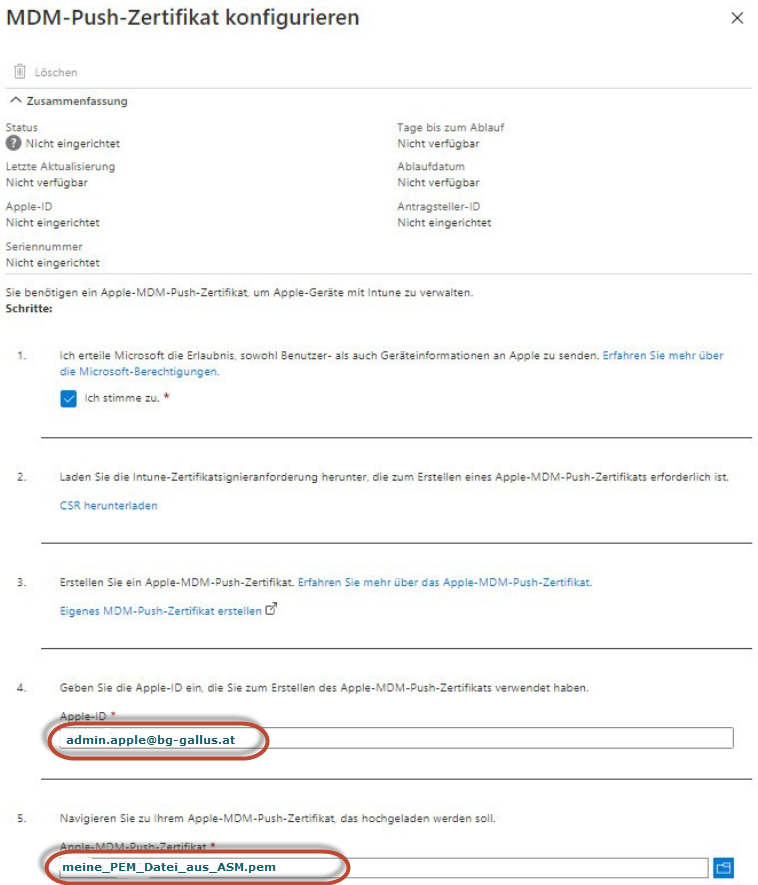 MDM-Push-Zertifikat konfigurieren
Löschen
Zusammenfassung
Status
Nicht eingerichtet
Tage bis zum Ablauf
Nicht verfügbar
Letzte Aktualisierung
Nicht verfügbar
Ablaufdatum
Nicht verfügbar
Apple-ID
Nicht eingerichtet
Antragsteller-ID
Nicht eingerichtet
Seriennummer
Nicht eingerichtet
Sie benötigen ein Apple-MDM-Push-Zertifikat, um Apple-Geräte mit Intune zu verwalten.
Schritte:
1. Ich erteile Microsoft die Erlaubnis, sowohl Benutzer- als auch Geräteinformationen an Apple zu senden. Erfahren Sie mehr über
die Microsoft-Berechtigungen.
Ich stimme zu. *
2. Laden Sie die Intune-Zertifikatsignieranforderung herunter, die zum Erstellen eines Apple-MDM-Push-Zertifikats erforderlich ist.
CSR herunterladen
3. Erstellen Sie ein Apple-MDM-Push-Zertifikat. Erfahren Sie mehr über das Apple-MDM-Push-Zertifikat.
Eigenes MDM-Push-Zertifikat erstellen
4. Geben Sie die Apple-ID ein, die Sie zum Erstellen des Apple-MDM-Push-Zertifikats verwendet haben.
Apple-ID *
admin.apple@bg-gallus.at
5. Navigieren Sie zu Ihrem Apple-MDM-Push-Zertifikat, das hochgeladen werden soll.
Apple-MDM-Push-Zertifikat *
meine_PEM_Datei_aus_ASM.pem